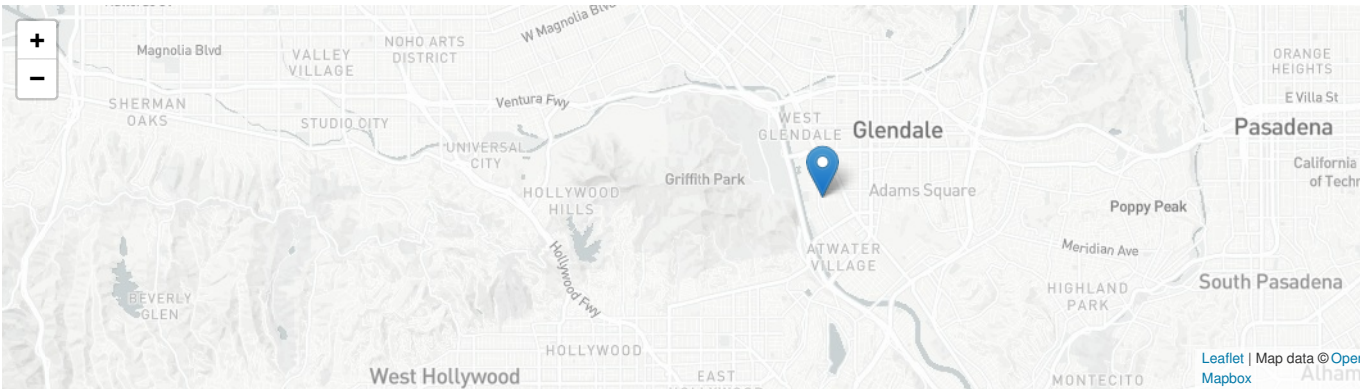 +
−
Magnolia Blvd
VALLEY
VILLAGE
NOHO ARTS
DISTRICT
W Magnolia Blvd
ORANGE
HEIGHTS
SHERMAN
OAKS
Ventura Fwy
E Villa St
STUDIO CITY
WEST
GLENDALE
Glendale
Pasadena
UNIVERSAL
CITY
California
of Techn
HOLLYWOOD
HILLS
Griffith Park
Adams Square
Poppy Peak
Meridian Ave
ATWATER
VILLAGE
Hollywood Fwy
South Pasadena
BEVERLY
GLEN
HIGHLAND
PARK
HOLLYWOOD
West Hollywood
EAST
MONTECITO
Leaflet | Map data © Open
Mapbox
Alham